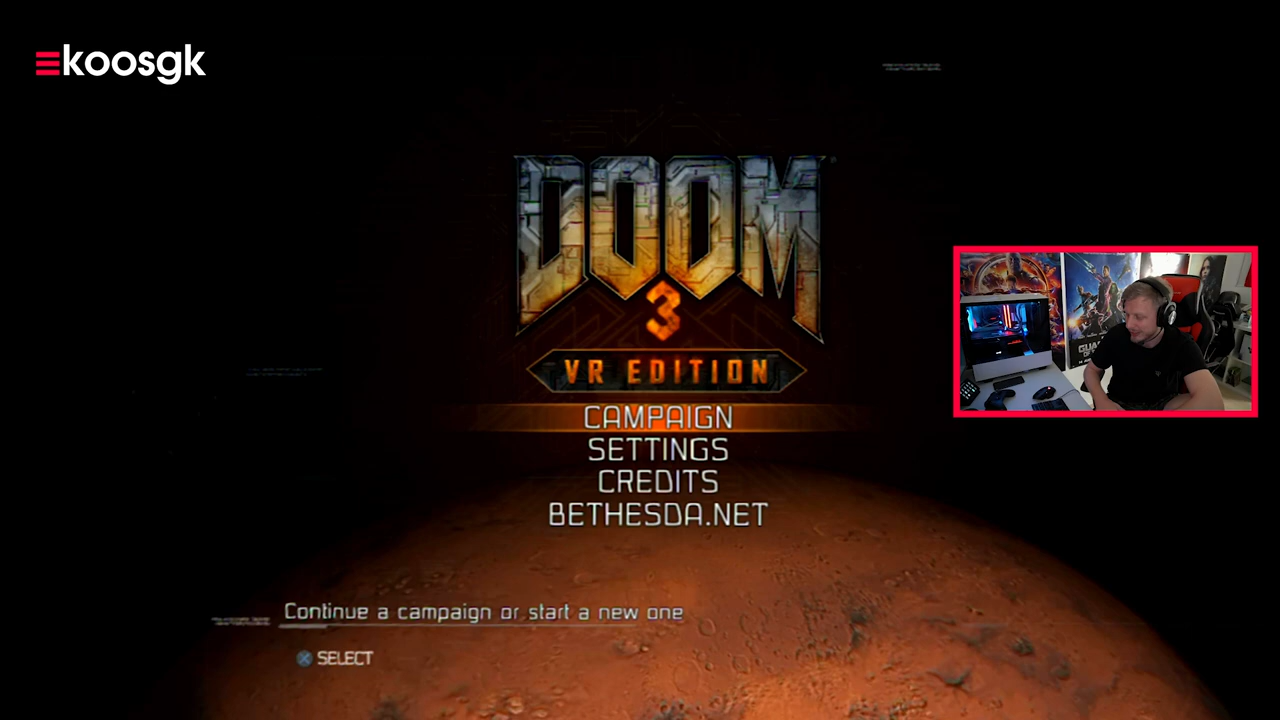 koosgk
DOOM
3
VR EDITION
CAMPAIGN
SETTINGS
CREDITS
BETHESDA.NET
Continue a campaign or start a new one
SELECT